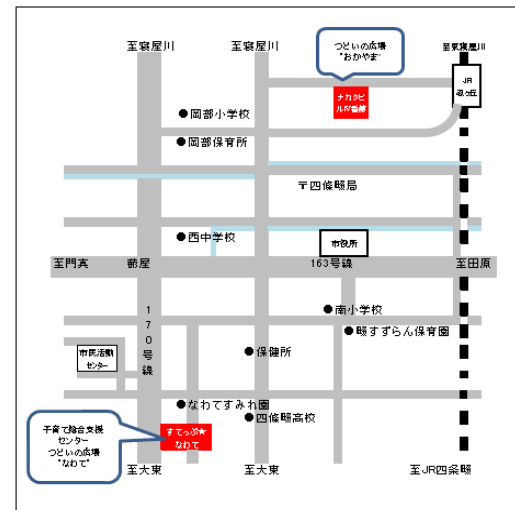 つどいの広場
"おかやま"
至寝屋川
至寝屋川
至東寝屋川
JR
忍ヶ丘
ナカタビ
ルⅣ番館
●岡部小学校
●岡部保育所
〒四條畷局
●西中学校
市役所
至門真
蔀屋
163号線
至田原
170号線
●南小学校
●畷すずらん保育園
市民活動
センター
●保健所
●なわてすみれ園
●四條畷高校
子育て総合支援
センター
つどいの広場
"なわて"
すてっぷ★
なわて
至大東
至大東
至JR四条畷